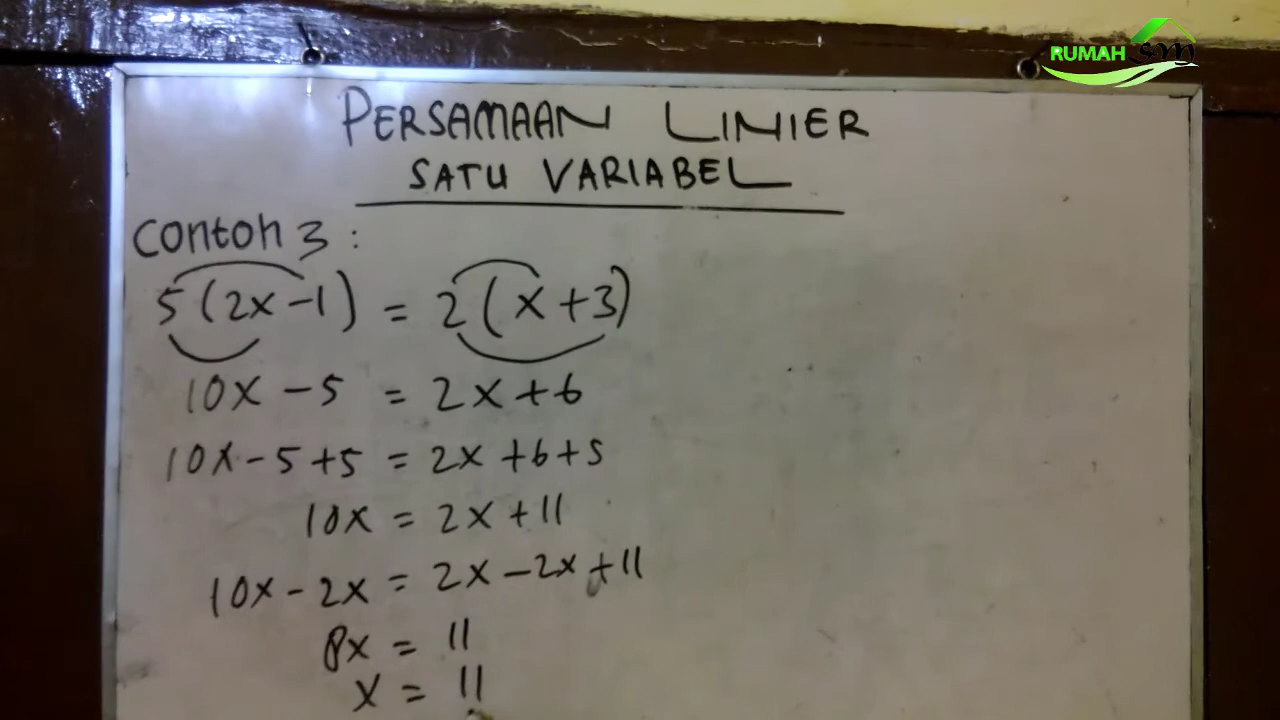 RUMAH SM
PERSAMAAN LINIER
SATU VARIABEL
Contoh 3 :
5 (2x - 1) = 2 (x + 3)
10x - 5 = 2x + 6
10x - 5 + 5 = 2x + 6 + 5
10x = 2x + 11
10x - 2x = 2x - 2x + 11
8x = 11
x = 11